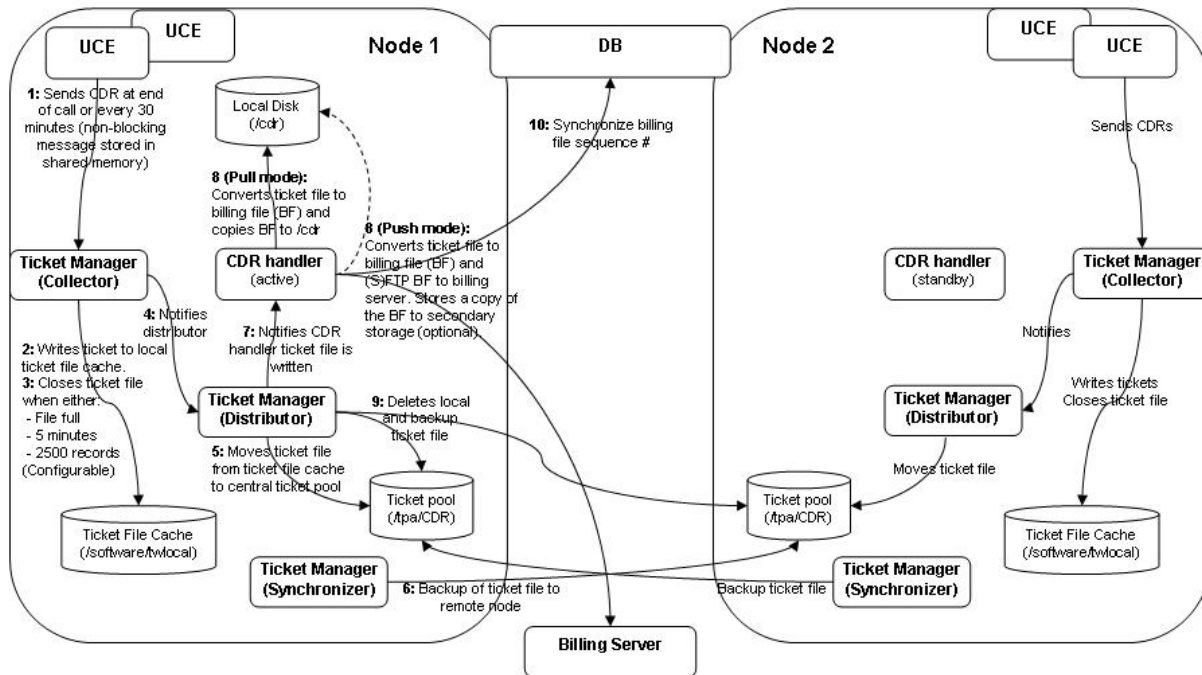 UCE
UCE
Node 1
DB
Node 2
UCE
UCE
1: Sends CDR at end
of call or every 30
minutes (non-blocking
message stored in
shared memory)
Local Disk
(/cdr)
10: Synchronize billing
file sequence #
Sends CDRs
8 (Pull mode):
Converts ticket file to
billing file (BF) and
copies BF to /cdr
8 (Push mode):
Converts ticket file to
billing file (BF) and
(S)FTP BF to billing
server. Stores a copy of
the BF to secondary
storage (optional)
Ticket Manager
(Collector)
CDR handler
(active)
CDR handler
(standby)
Ticket Manager
(Collector)
4: Notifies
distributor
7: Notifies CDR
handler ticket file is
written
Notifies
2: Writes ticket to local
ticket file cache.
3: Closes ticket file
when either:
- File full
- 5 minutes
- 2500 records
(Configurable)
Ticket Manager
(Distributor)
9: Deletes local
and backup
ticket file
Ticket Manager
(Distributor)
Writes tickets
Closes ticket file
5: Moves ticket file
from ticket file cache
to central ticket pool
Moves ticket file
Ticket pool
(/tpa/CDR)
Ticket pool
(/tpa/CDR)
Ticket File Cache
(/software/twlocal)
Ticket File Cache
(/software/twlocal)
Ticket Manager
(Synchronizer)
6: Backup of ticket file to
remote node
Backup ticket file
Ticket Manager
(Synchronizer)
Billing Server